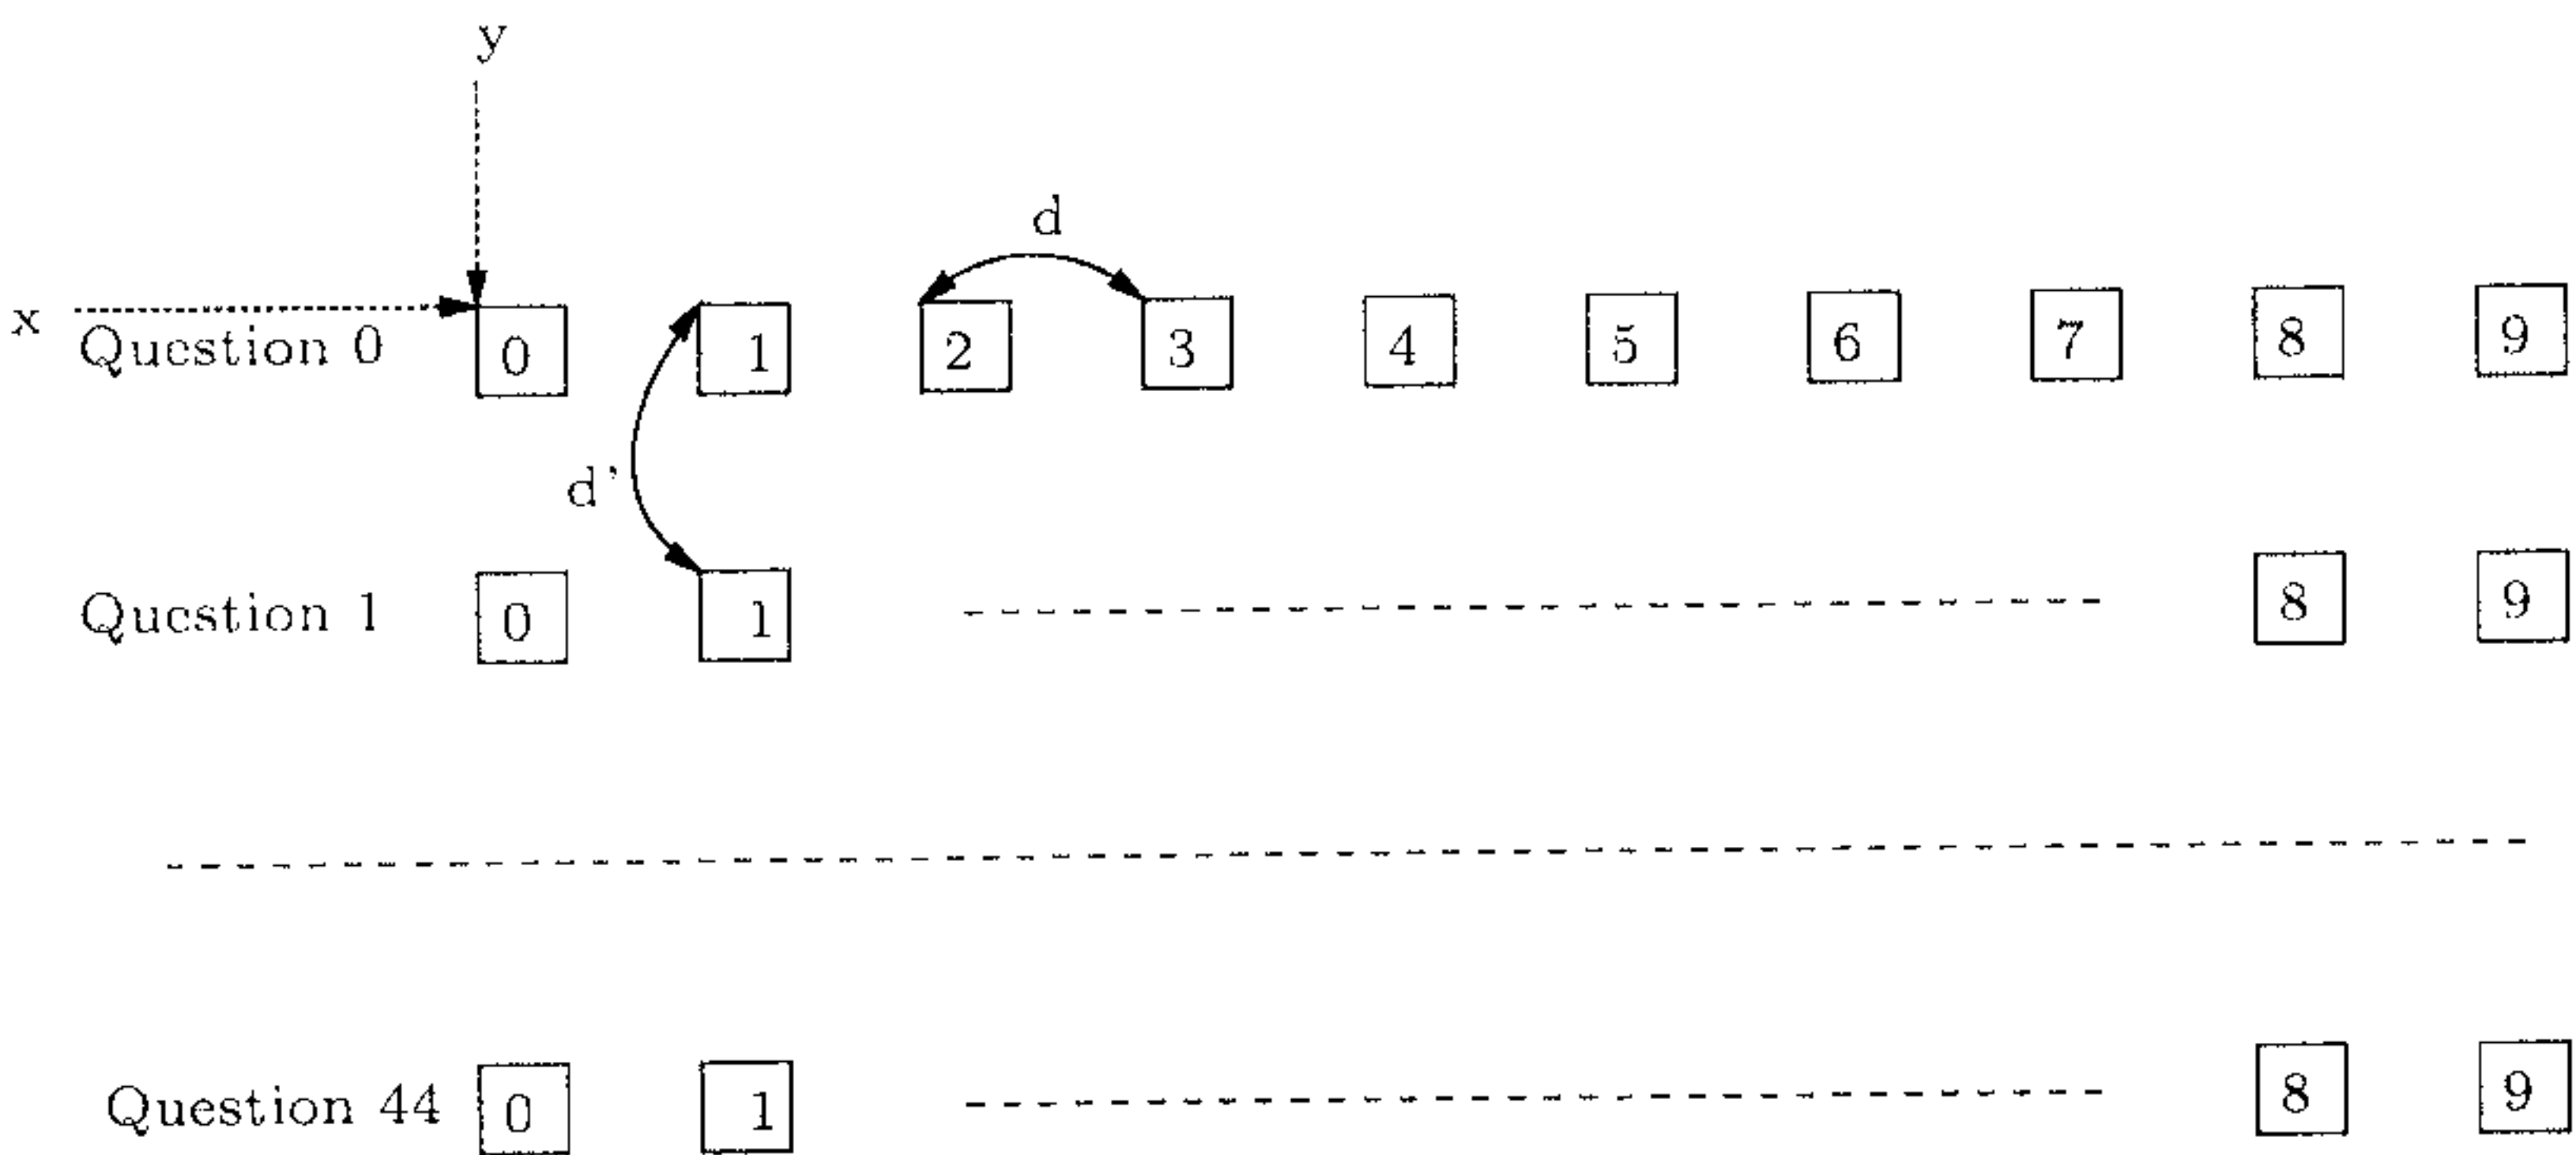 y
d
x
Question 0 0 1 2 3 4 5 6 7 8 9
d'
Question 1 0 1 8 9
Question 44 0 1 8 9